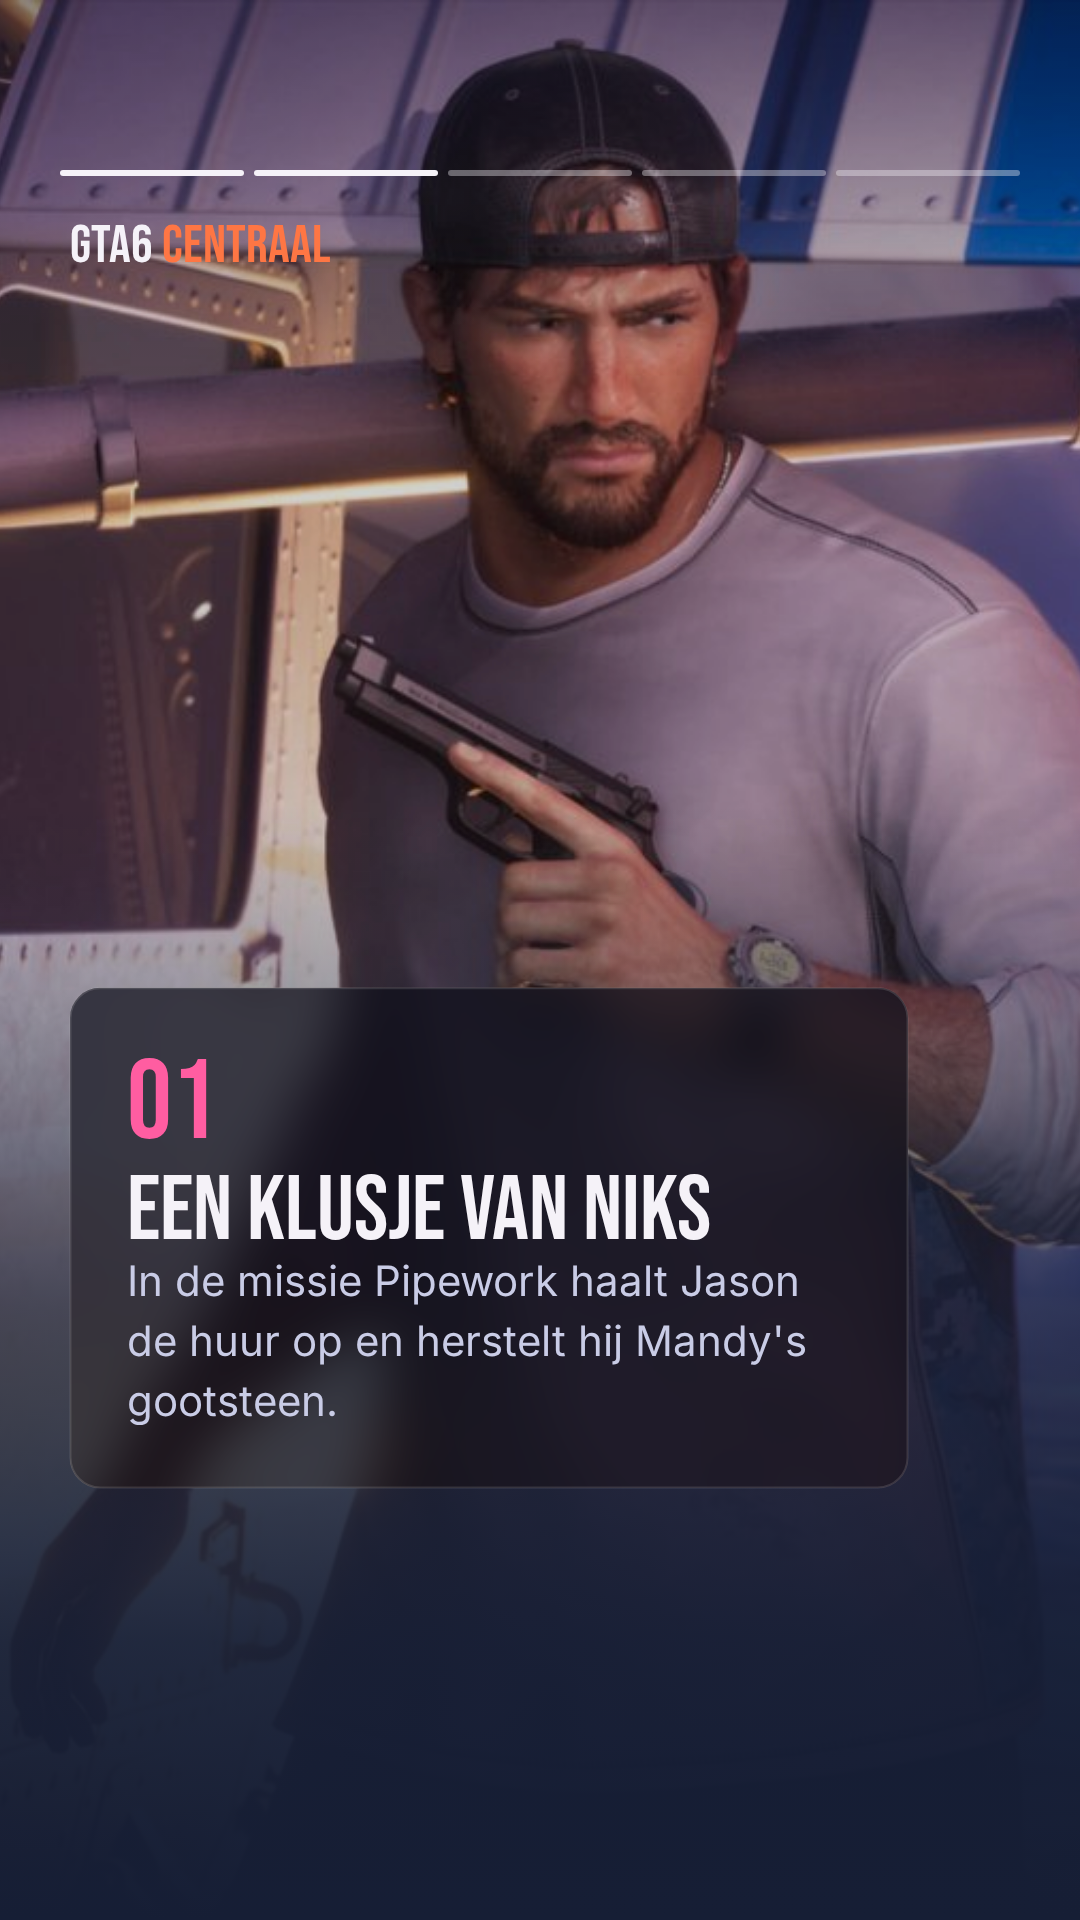 GTA6 CENTRAAL
01
EEN KLUSJE VAN NIKS
In de missie Pipework haalt Jason
de huur op en herstelt hij Mandy's
gootsteen.